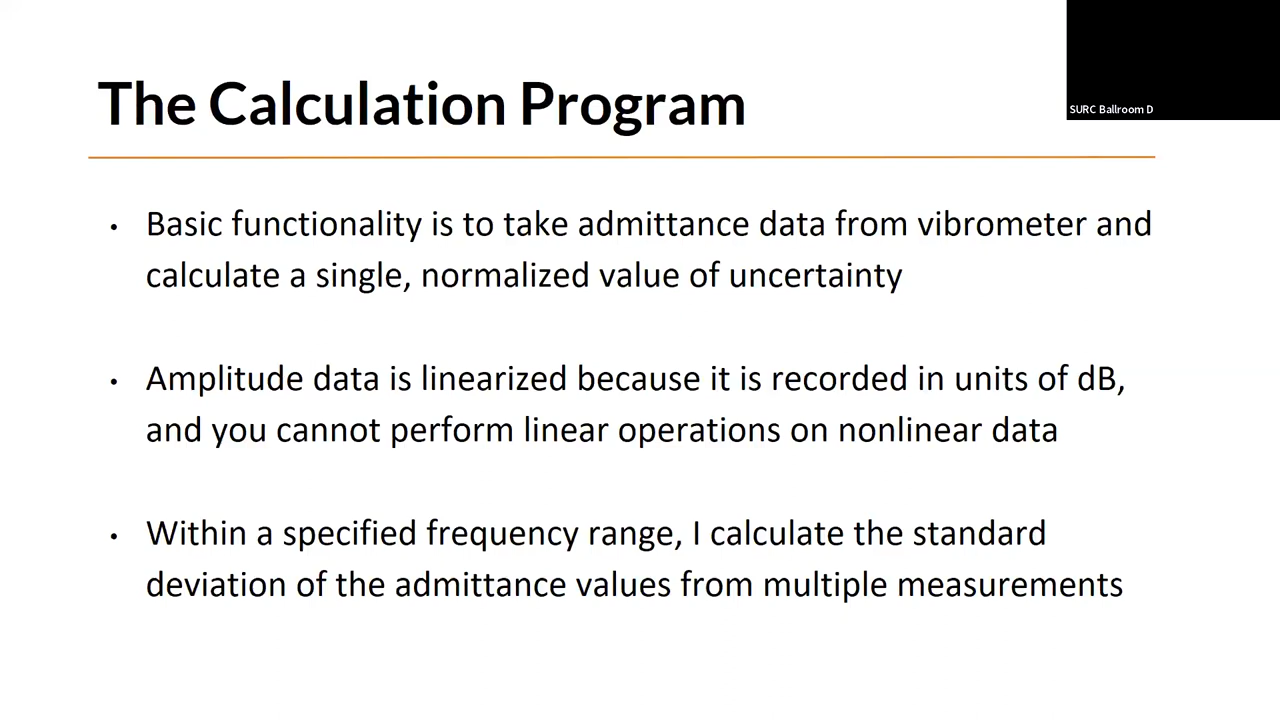 The Calculation Program
SURC Ballroom D
• Basic functionality is to take admittance data from vibrometer and
calculate a single, normalized value of uncertainty
• Amplitude data is linearized because it is recorded in units of dB,
and you cannot perform linear operations on nonlinear data
• Within a specified frequency range, I calculate the standard
deviation of the admittance values from multiple measurements